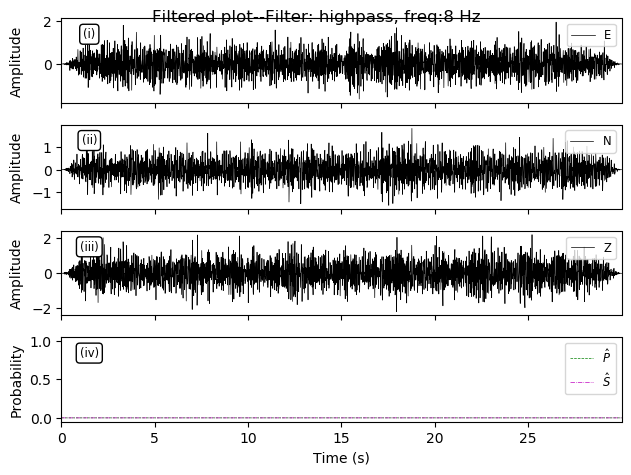 Filtered plot--Filter: highpass, freq:8 Hz
Amplitude
2
0
(i)
E
Amplitude
1
0
−1
(ii)
N
Amplitude
2
0
−2
(iii)
Z
Probability
1.0
0.5
0.0
(iv)
P̂
Ŝ
0 5 10 15 20 25
Time (s)